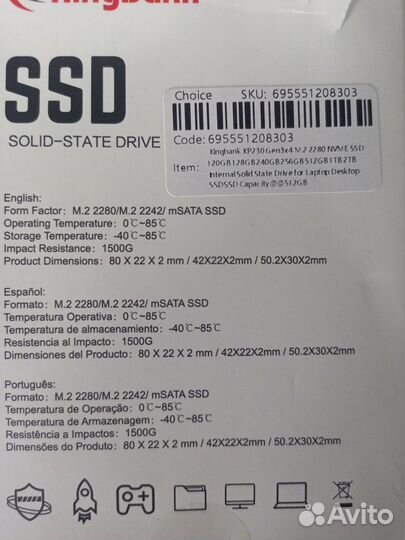 KingBank
SSD
SOLID-STATE DRIVE
Choice SKU: 695551208303
Code: 695551208303
Item: Kingbank KP230 Gen3x4 M.2 2280 NVME SSD
120GB128GB240GB256GB512GB1TB2TB
Internal Solid State Drive for Laptop Desktop
SSDSSD Capacity@@512GB
English:
Form Factor: M.2 2280/M.2 2242/ mSATA SSD
Operating Temperature: 0℃~85℃
Storage Temperature: -40℃~85℃
Impact Resistance: 1500G
Product Dimensions: 80 X 22 X 2 mm / 42X22X2mm / 50.2X30X2mm
Español:
Formato: M.2 2280/M.2 2242/ mSATA SSD
Temperatura Operativa: 0℃~85℃
Temperatura de almacenamiento: -40℃~85℃
Resistencia al Impacto: 1500G
Dimensiones del Producto: 80 X 22 X 2 mm / 42X22X2mm / 50.2X30X2mm
Português:
Formato: M.2 2280/M.2 2242/ mSATA SSD
Temperatura de Operação: 0℃~85℃
Temperatura de Armazenagem: -40℃~85℃
Resistência a Impactos: 1500G
Dimensões do Produto: 80 X 22 X 2 mm / 42X22X2mm / 50.2X30X2mm
Avito